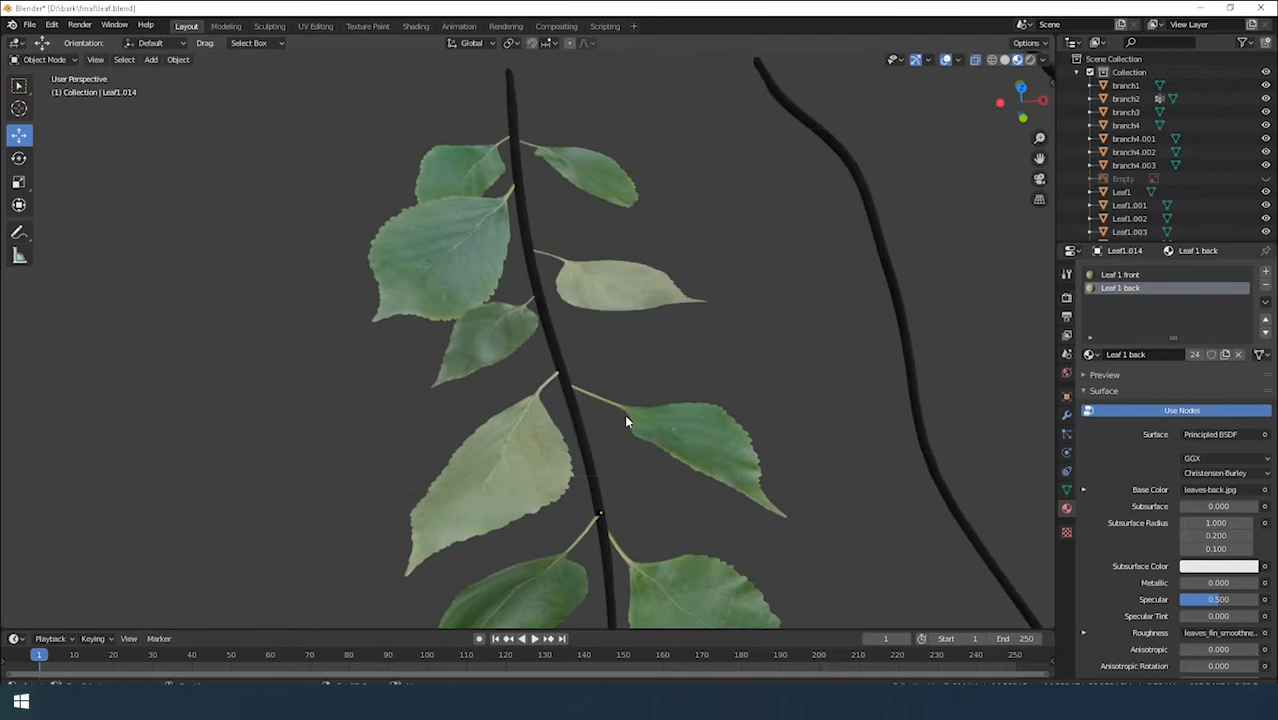 Blender* [D:\bark\final\leaf.blend]
File Edit Render Window Help Layout Modeling Sculpting UV Editing Texture Paint Shading Animation Rendering Compositing Scripting + Scene View Layer
Orientation: Default Drag: Select Box Global Options
Object Mode View Select Add Object
User Perspective
(1) Collection | Leaf1.014
Scene Collection
Collection
branch1
branch2
branch3
branch4
branch4.001
branch4.002
branch4.003
Empty
Leaf1
Leaf1.001
Leaf1.002
Leaf1.003
Leaf1.014 Leaf 1 back
Leaf 1 front
Leaf 1 back
Leaf 1 back 24
Preview
Surface
Use Nodes
Surface Principled BSDF
GGX
Christensen-Burley
Base Color leaves-back.jpg
Subsurface 0.000
Subsurface Radius 1.000
0.200
0.100
Subsurface Color
Metallic 0.000
Specular 0.500
Specular Tint 0.000
Roughness leaves_fin_smoothne..
Anisotropic 0.000
Anisotropic Rotation 0.000
Playback Keying View Marker 1 Start 1 End 250
1 10 20 30 40 50 60 70 80 90 100 110 120 130 140 150 160 170 180 190 200 210 220 230 240 250